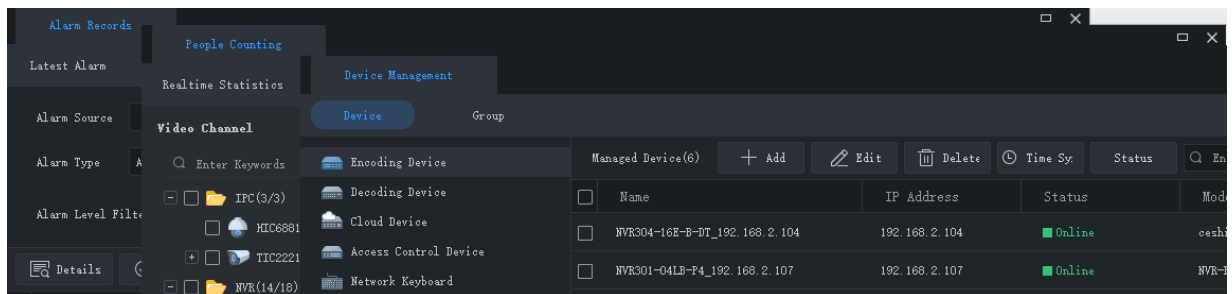 Alarm Records
Latest Alarm
Alarm Source
Alarm Type
Alarm Level
Details
People Counting
Realtime Statistics
Video Channel
Enter Keywords
IPC(3/3)
HIC6881
TIC2221
NVR(14/18)
Device Management
Device Group
Encoding Device
Decoding Device
Cloud Device
Access Control Device
Network Keyboard
Managed Device(6) Add Edit Delete Time Sy Status En
Name IP Address Status
NVR304-16E-B-DT_192.168.2.104 192.168.2.104 Online ceshi
NVR301-04LB-P4_192.168.2.107 192.168.2.107 Online